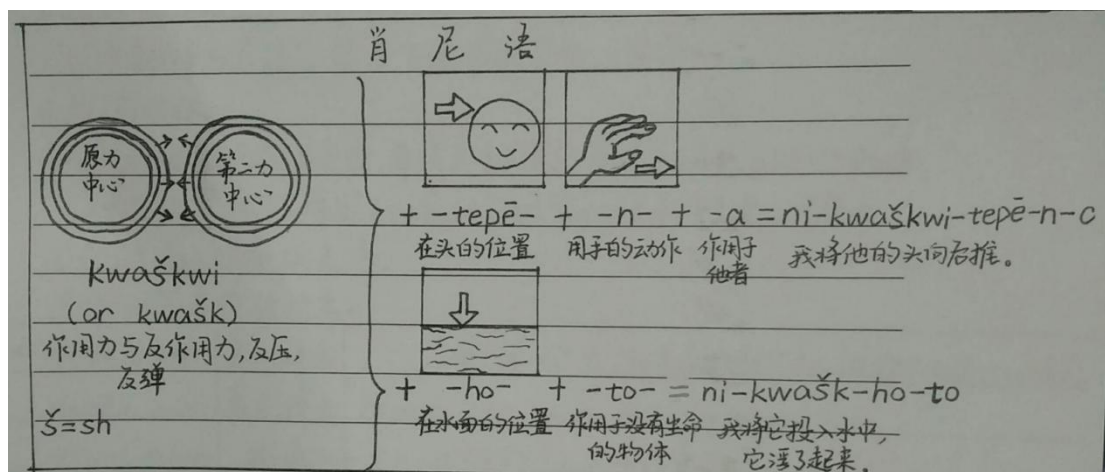 肖尼语
原力
中心
第二力
中心
kwaškwi
(or kwašk)
作用力与反作用力,反压,
反弹
š=sh
+ -tepē- + -n- + -a = ni-kwaškwi-tepē-n-c
在头的位置 用手的动作 作用于
他者 我将他的头向后推。
+ -ho- + -to- = ni-kwašk-ho-to
在水面的位置 作用于没有生命
的物体 我将它投入水中,
它浮了起来。